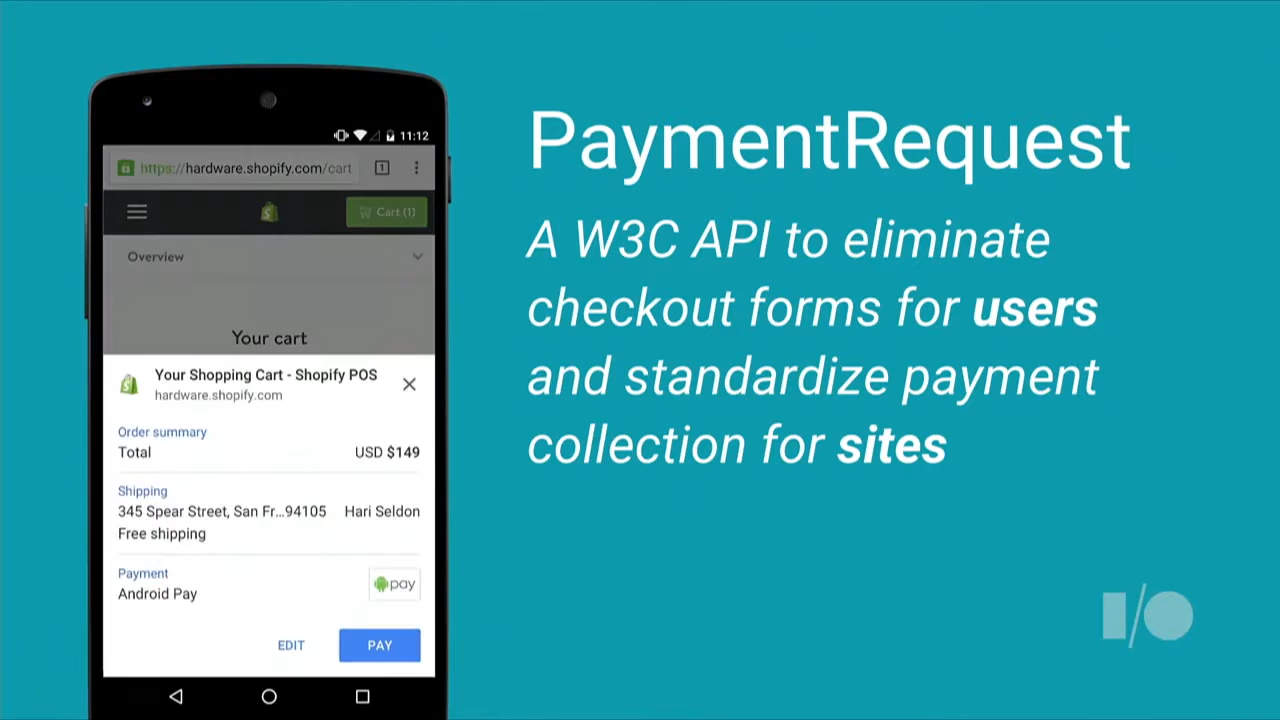 11:12
https://hardware.shopify.com/cart
1
Cart (1)
Overview
Your cart
Your Shopping Cart - Shopify POS
hardware.shopify.com
Order summary
Total USD $149
Shipping
345 Spear Street, San Fr...94105 Hari Seldon
Free shipping
Payment
Android Pay
pay
EDIT PAY
PaymentRequest
A W3C API to eliminate
checkout forms for users
and standardize payment
collection for sites
I/O